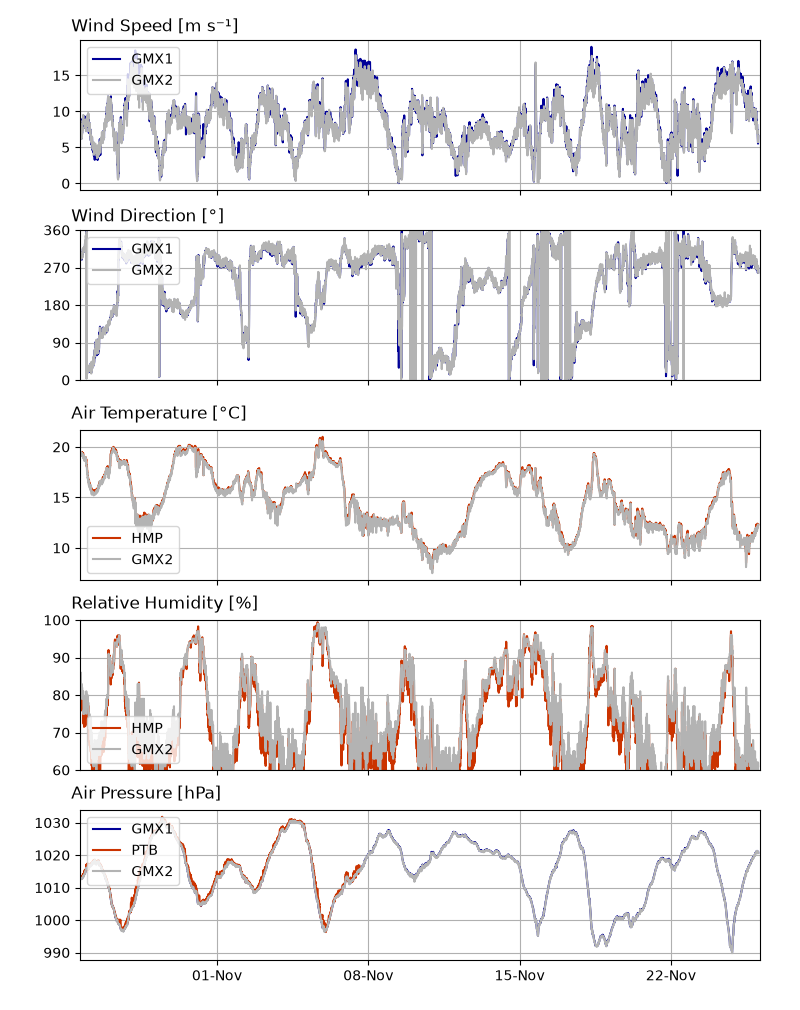 Wind Speed [m s⁻¹]
GMX1
GMX2
15
10
5
0
Wind Direction [°]
GMX1
GMX2
360
270
180
90
0
Air Temperature [°C]
20
15
10
HMP
GMX2
Relative Humidity [%]
100
90
80
70
60
HMP
GMX2
Air Pressure [hPa]
GMX1
PTB
GMX2
1030
1020
1010
1000
990
01-Nov 08-Nov 15-Nov 22-Nov